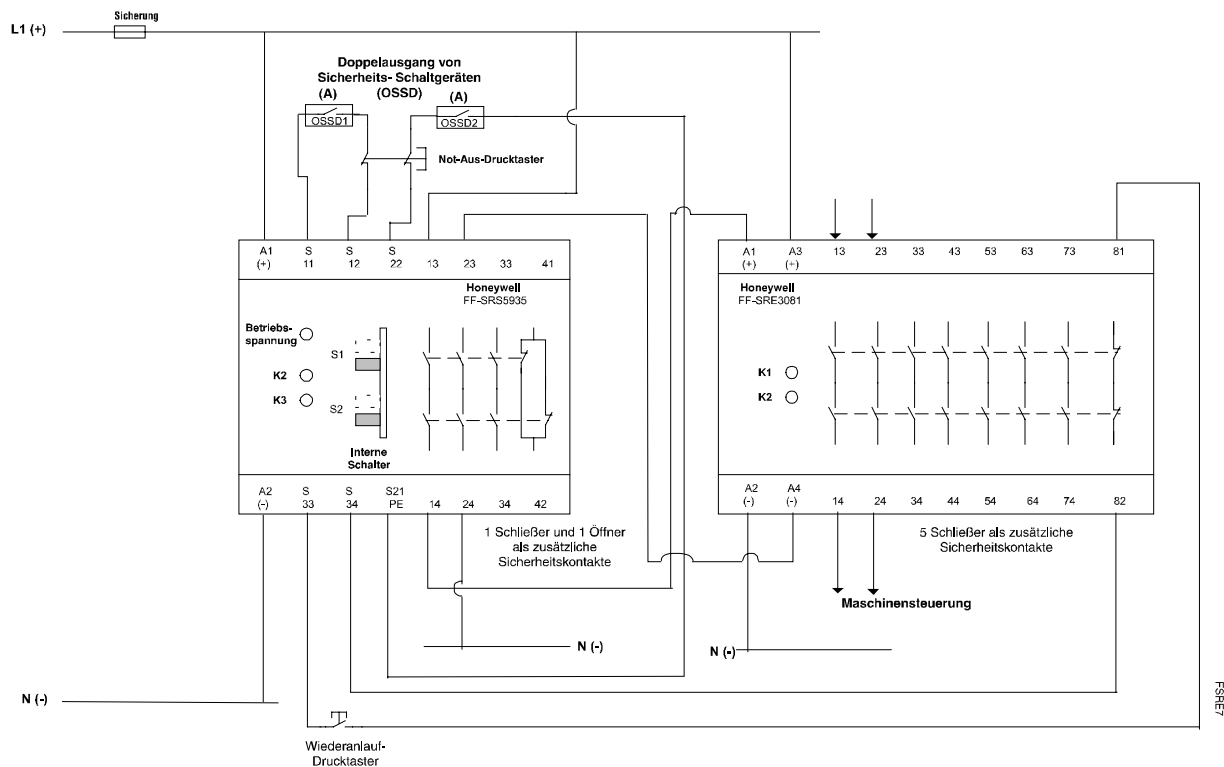 Sicherung
L1 (+)
Doppelausgang von
Sicherheits- Schaltgeräten
(OSSD)
(A)
(A)
OSSD1
OSSD2
Not-Aus-Drucktaster
A1
(+)
S
11
S
12
S
22
13
23
33
41
Honeywell
FF-SRS5935
Betriebs-
spannung
S1
K2
K3
S2
Interne
Schalter
A2
(-)
S
33
S
34
S21
PE
14
24
34
42
1 Schließer und 1 Öffner
als zusätzliche
Sicherheitskontakte
A1
(+)
A3
(+)
13
23
33
43
53
63
73
81
Honeywell
FF-SRE3081
K1
K2
A2
(-)
A4
(-)
14
24
34
44
54
64
74
82
5 Schließer als zusätzliche
Sicherheitskontakte
Maschinensteuerung
N (-)
N (-)
N (-)
Wiederanlauf-
Drucktaster
FSRE7